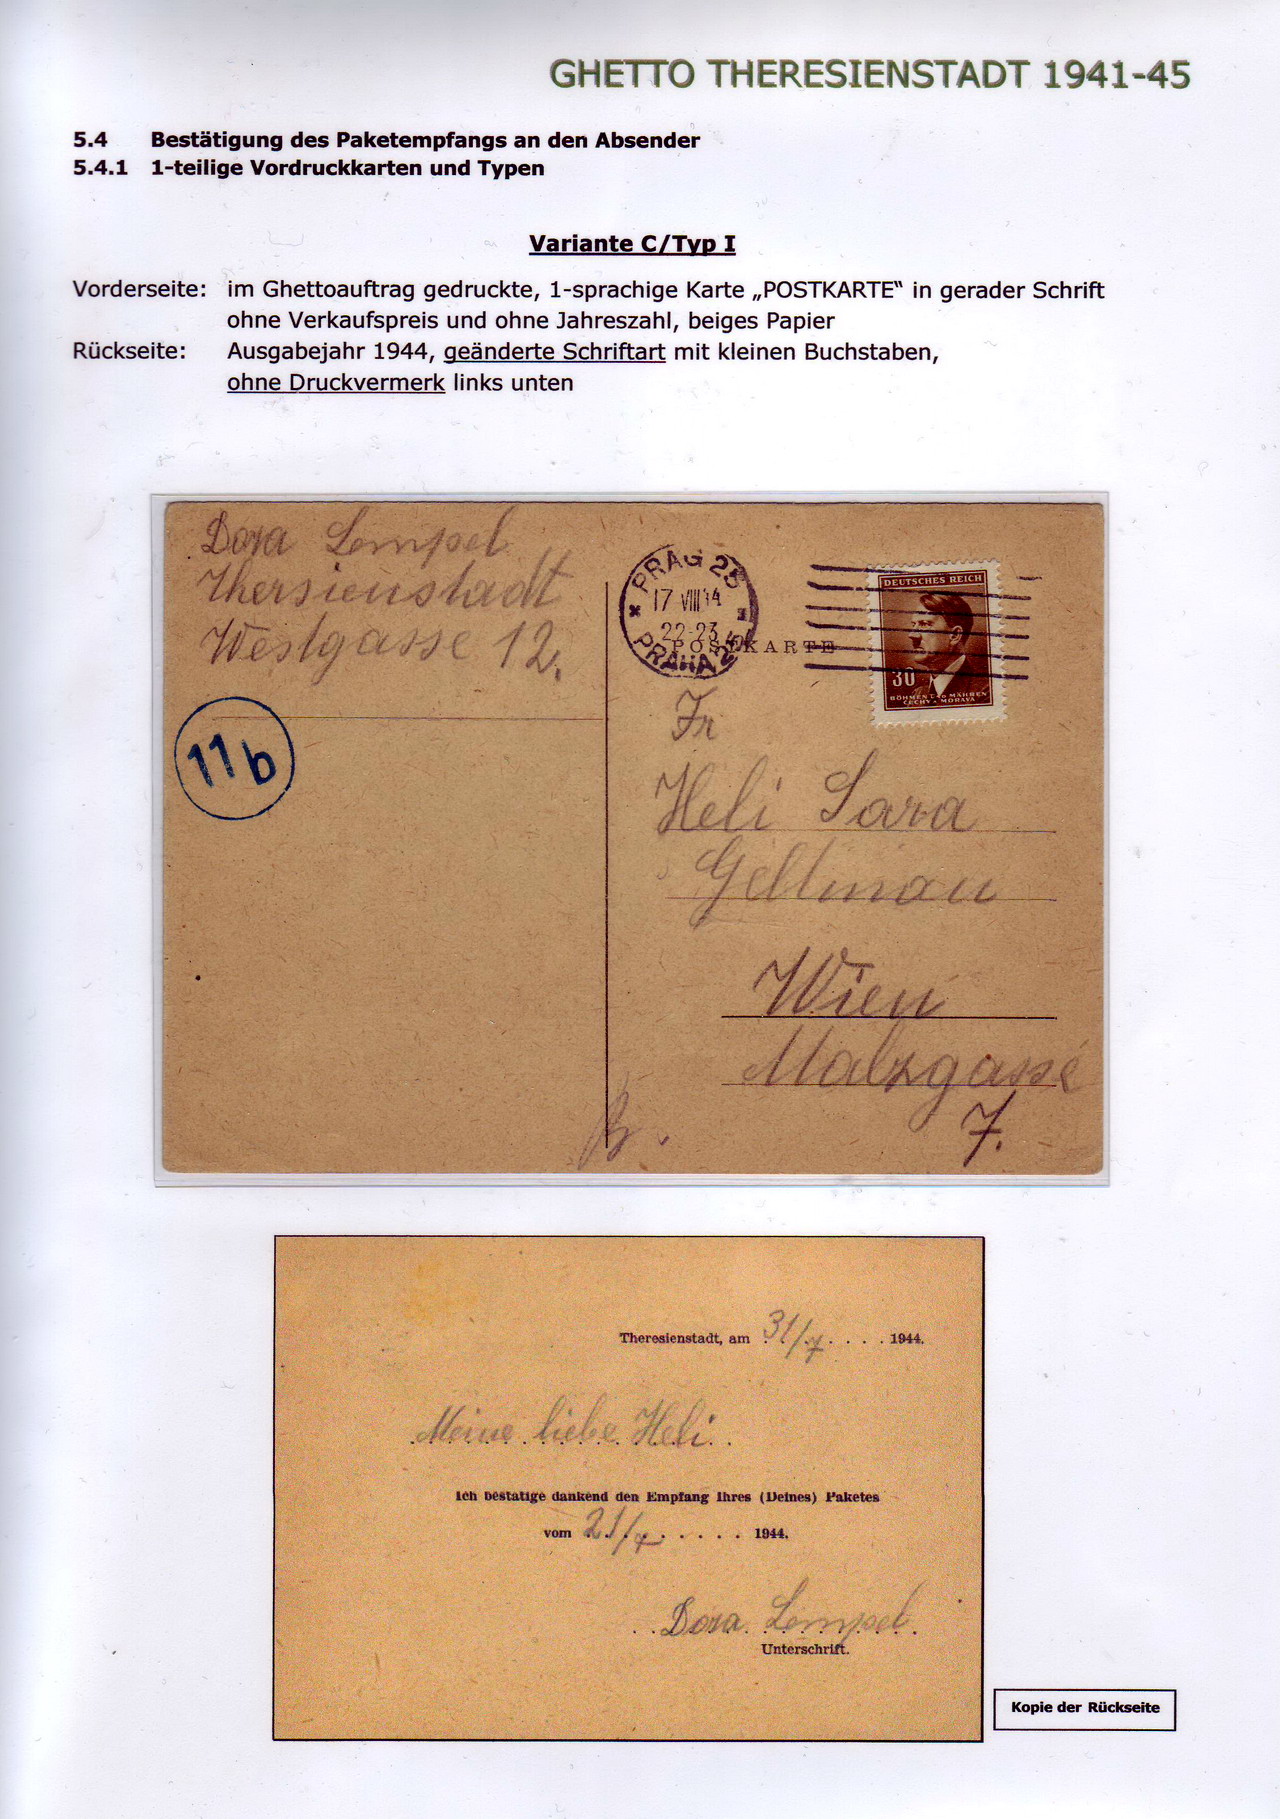 GHETTO THERESIENSTADT 1941-45
5.4 Bestätigung des Paketempfangs an den Absender
5.4.1 1-teilige Vordruckkarten und Typen
Variante C/Typ I
Vorderseite: im Ghettoauftrag gedruckte, 1-sprachige Karte „POSTKARTE“ in gerader Schrift
ohne Verkaufspreis und ohne Jahreszahl, beiges Papier
Rückseite: Ausgabejahr 1944, geänderte Schriftart mit kleinen Buchstaben,
ohne Druckvermerk links unten
Dora Lempel
Thersienstadt
Westgasse 12.
11b
PRAG 25
17 VIII 44
22-23
PRAHA 25
POSTKARTE
DEUTSCHES REICH
30
BÖHMEN u. MÄHREN
ČECHY - MORAVA
Fr
Heli Sara
Wien
Malzgasse
7.
Theresienstadt, am 31/7 1944.
Meine liebe Heli
Ich bestätige dankend den Empfang Ihres (Deines) Paketes
vom 21/7 1944.
Dora Lempel
Unterschrift.
Kopie der Rückseite